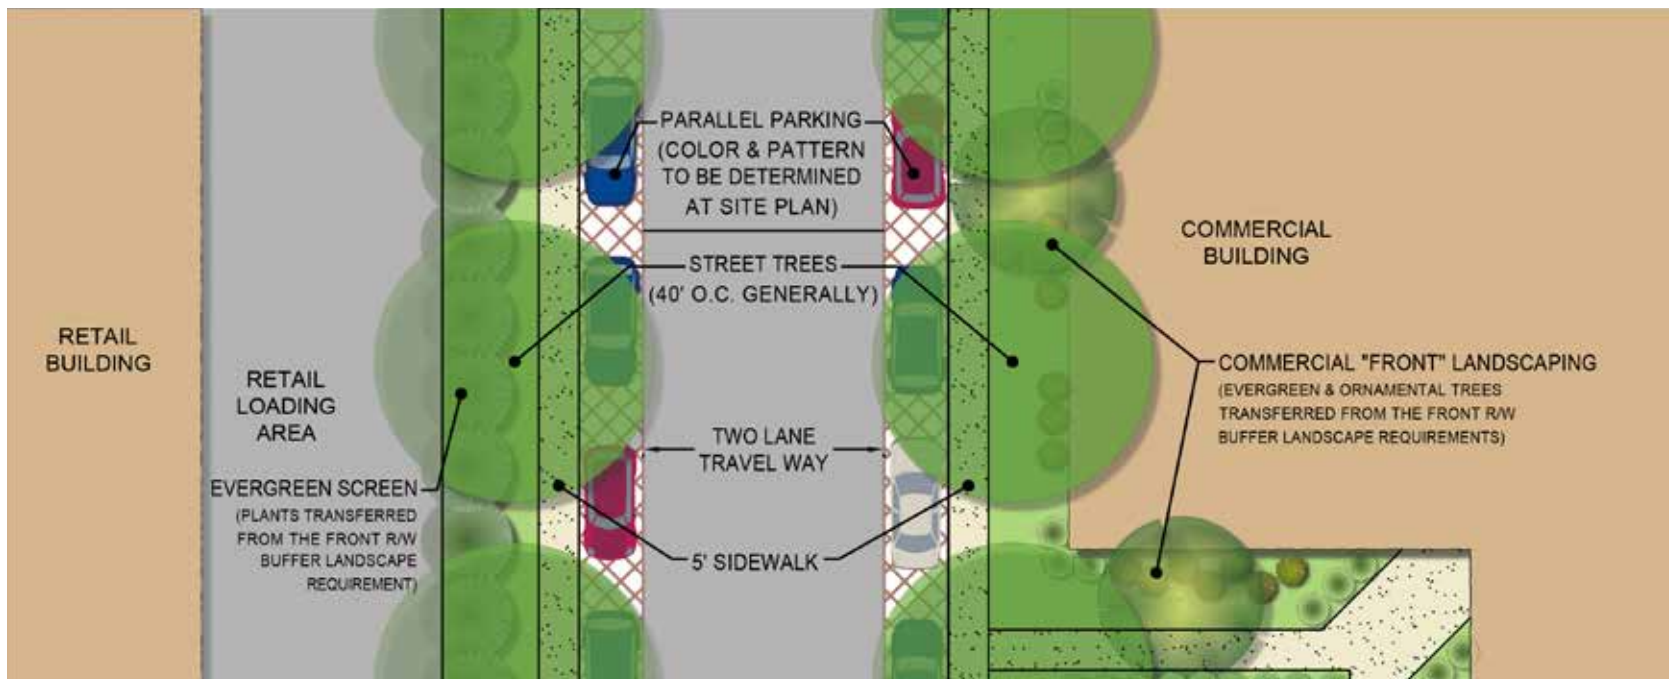 PARALLEL PARKING
(COLOR & PATTERN
TO BE DETERMINED
AT SITE PLAN)
STREET TREES
(40' O.C. GENERALLY)
COMMERCIAL
BUILDING
RETAIL
BUILDING
RETAIL
LOADING
AREA
COMMERCIAL "FRONT" LANDSCAPING
(EVERGREEN & ORNAMENTAL TREES
TRANSFERRED FROM THE FRONT R/W
BUFFER LANDSCAPE REQUIREMENTS)
TWO LANE
TRAVEL WAY
EVERGREEN SCREEN
(PLANTS TRANSFERRED
FROM THE FRONT R/W
BUFFER LANDSCAPE
REQUIREMENT)
5' SIDEWALK